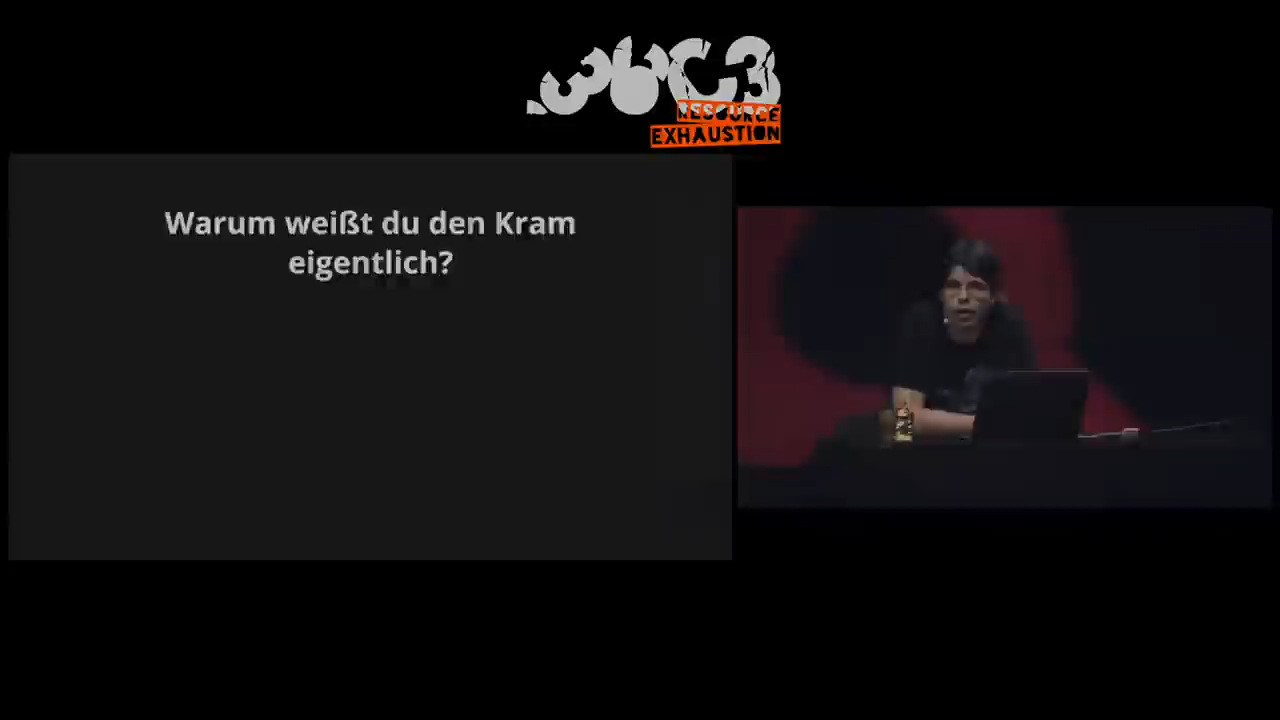 36C3
RESOURCE
EXHAUSTION
Warum weißt du den Kram
eigentlich?